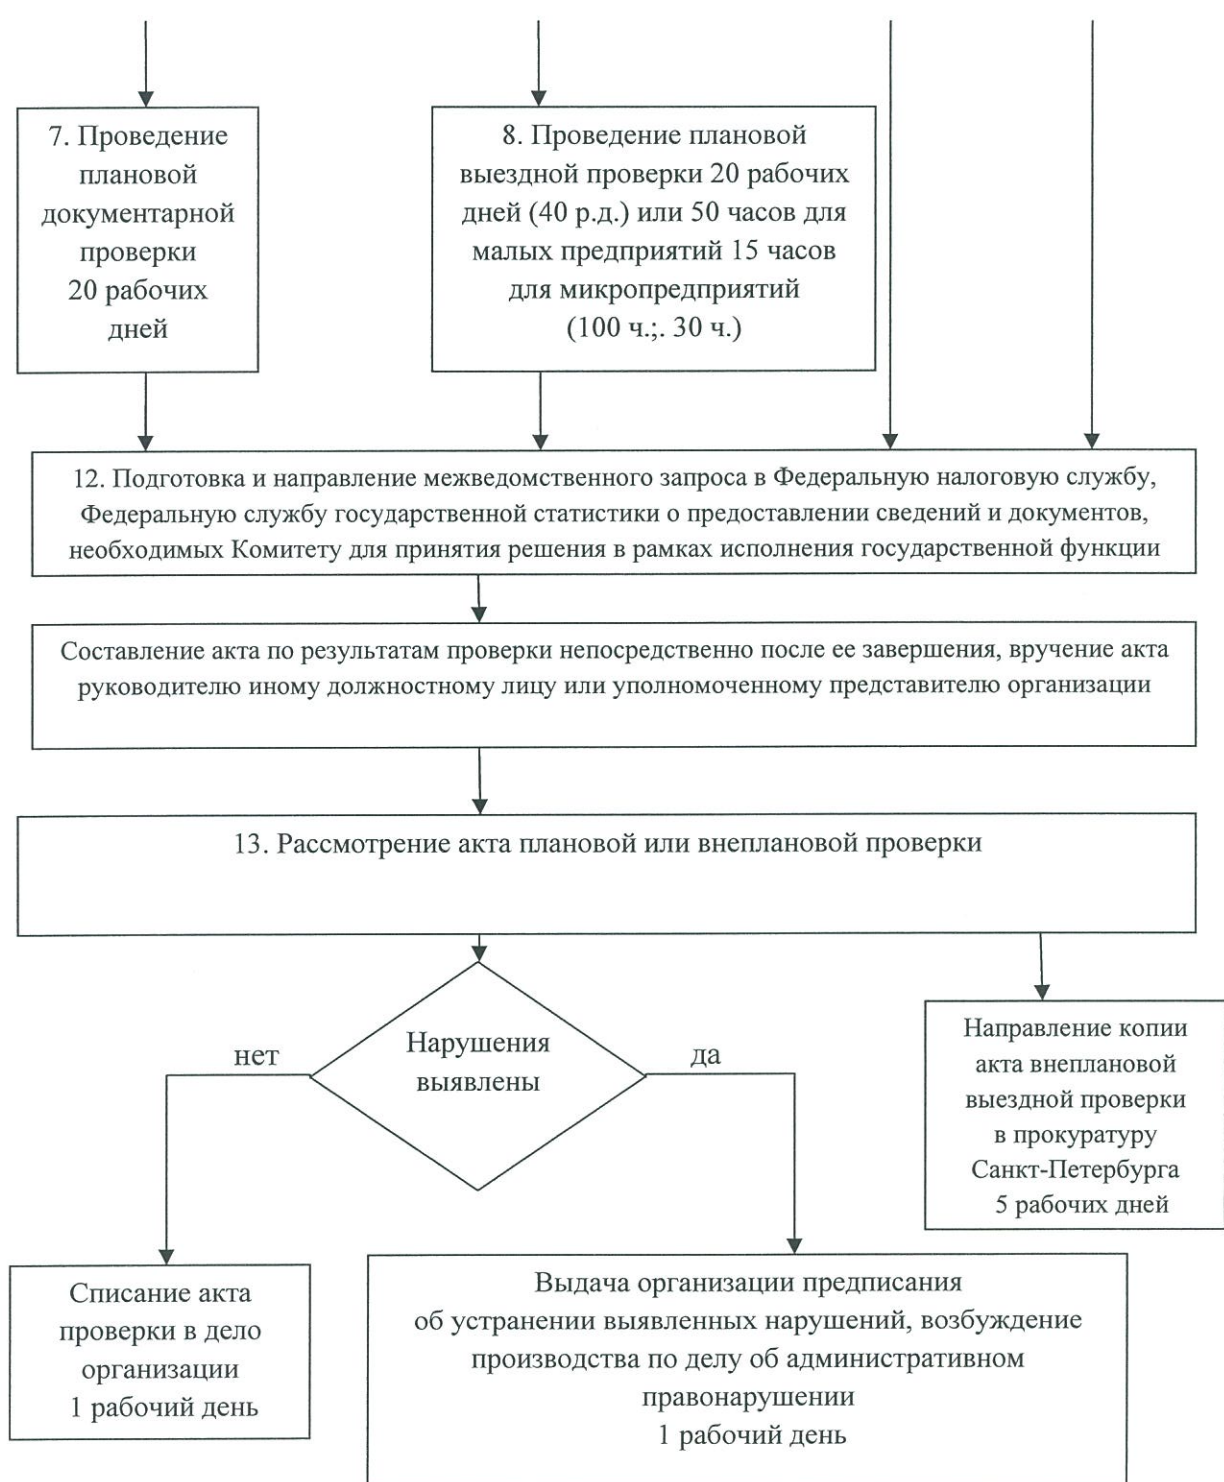 7. Проведение
плановой
документарной
проверки
20 рабочих
дней
8. Проведение плановой
выездной проверки 20 рабочих
дней (40 р.д.) или 50 часов для
малых предприятий 15 часов
для микропредприятий
(100 ч.;. 30 ч.)
12. Подготовка и направление межведомственного запроса в Федеральную налоговую службу,
Федеральную службу государственной статистики о предоставлении сведений и документов,
необходимых Комитету для принятия решения в рамках исполнения государственной функции
Составление акта по результатам проверки непосредственно после ее завершения, вручение акта
руководителю иному должностному лицу или уполномоченному представителю организации
13. Рассмотрение акта плановой или внеплановой проверки
Нарушения
выявлены
нет
да
Направление копии
акта внеплановой
выездной проверки
в прокуратуру
Санкт-Петербурга
5 рабочих дней
Списание акта
проверки в дело
организации
1 рабочий день
Выдача организации предписания
об устранении выявленных нарушений, возбуждение
производства по делу об административном
правонарушении
1 рабочий день